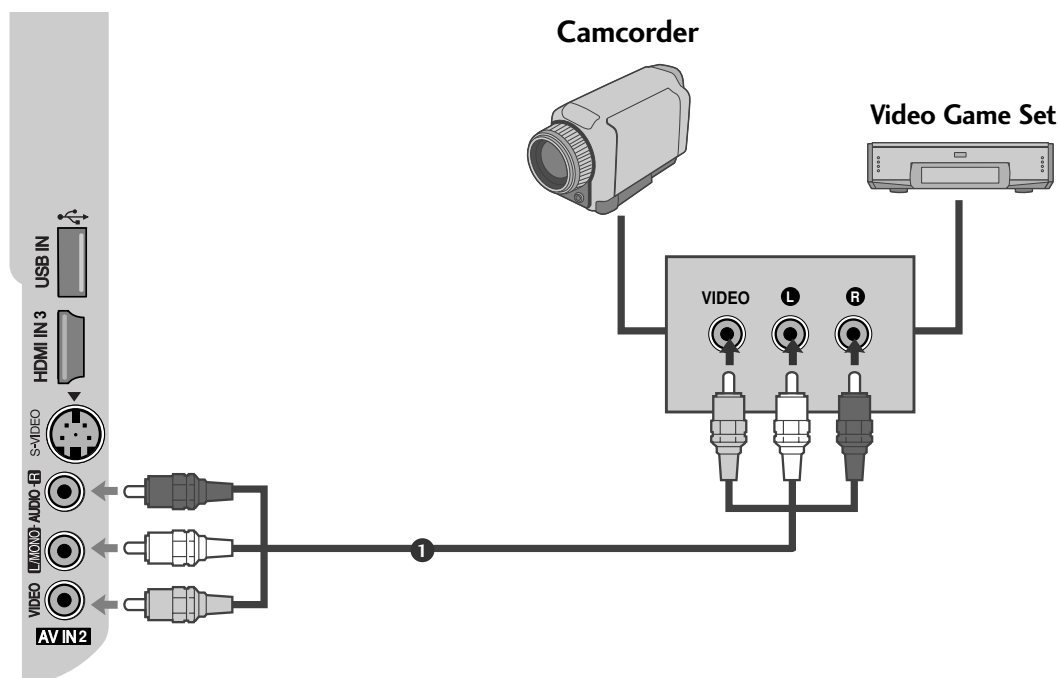 Camcorder
Video Game Set
VIDEO L R
USB IN
HDMI IN 3
S-VIDEO
L/MONO - AUDIO - R
VIDEO
AV IN 2
1